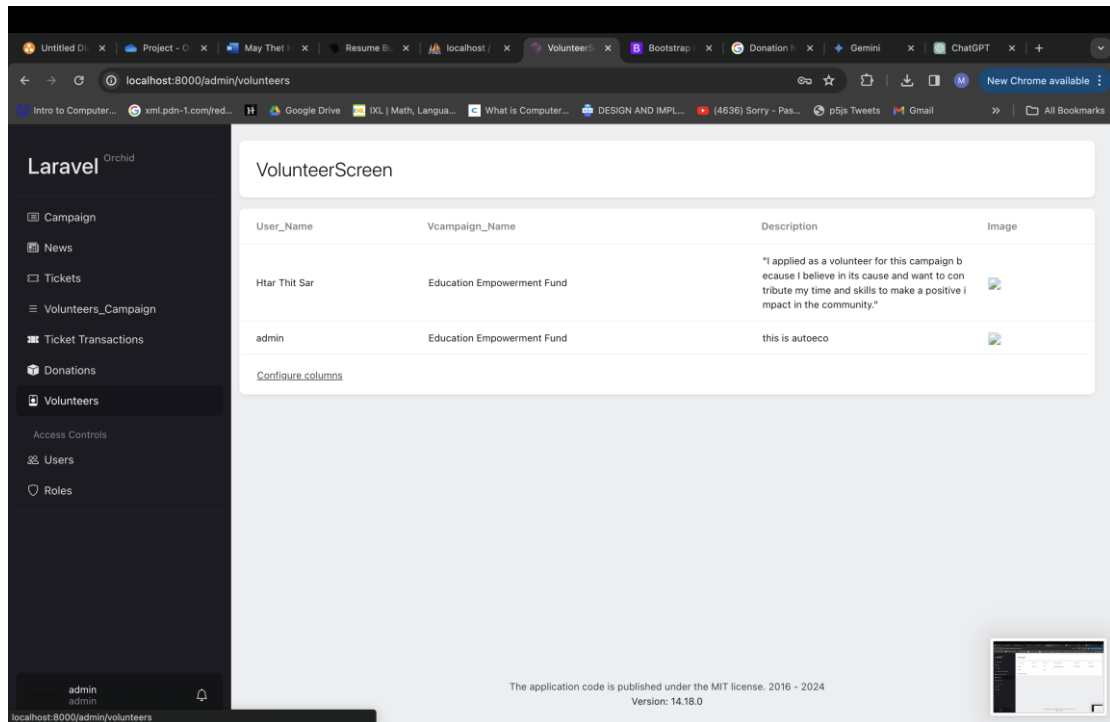 Untitled Di
Project - O
May Thet H
Resume Bu
localhost /
VolunteerS
Bootstrap
Donation h
Gemini
ChatGPT
localhost:8000/admin/volunteers
New Chrome available
Intro to Computer...
xml.pdn-1.com/red...
Google Drive
IXL | Math, Langua...
What is Computer...
DESIGN AND IMPL...
(4636) Sorry - Pas...
p5js Tweets
Gmail
All Bookmarks
Laravel Orchid
Campaign
News
Tickets
Volunteers_Campaign
Ticket Transactions
Donations
Volunteers
Access Controls
Users
Roles
admin
admin
localhost:8000/admin/volunteers
VolunteerScreen
User_Name Vcampaign_Name Description Image
"I applied as a volunteer for this campaign b
ecause I believe in its cause and want to con
Htar Thit Sar Education Empowerment Fund
tribute my time and skills to make a positive i
mpact in the community."
admin Education Empowerment Fund this is autoeco
Configure columns
The application code is published under the MIT license. 2016 - 2024
Version: 14.18.0